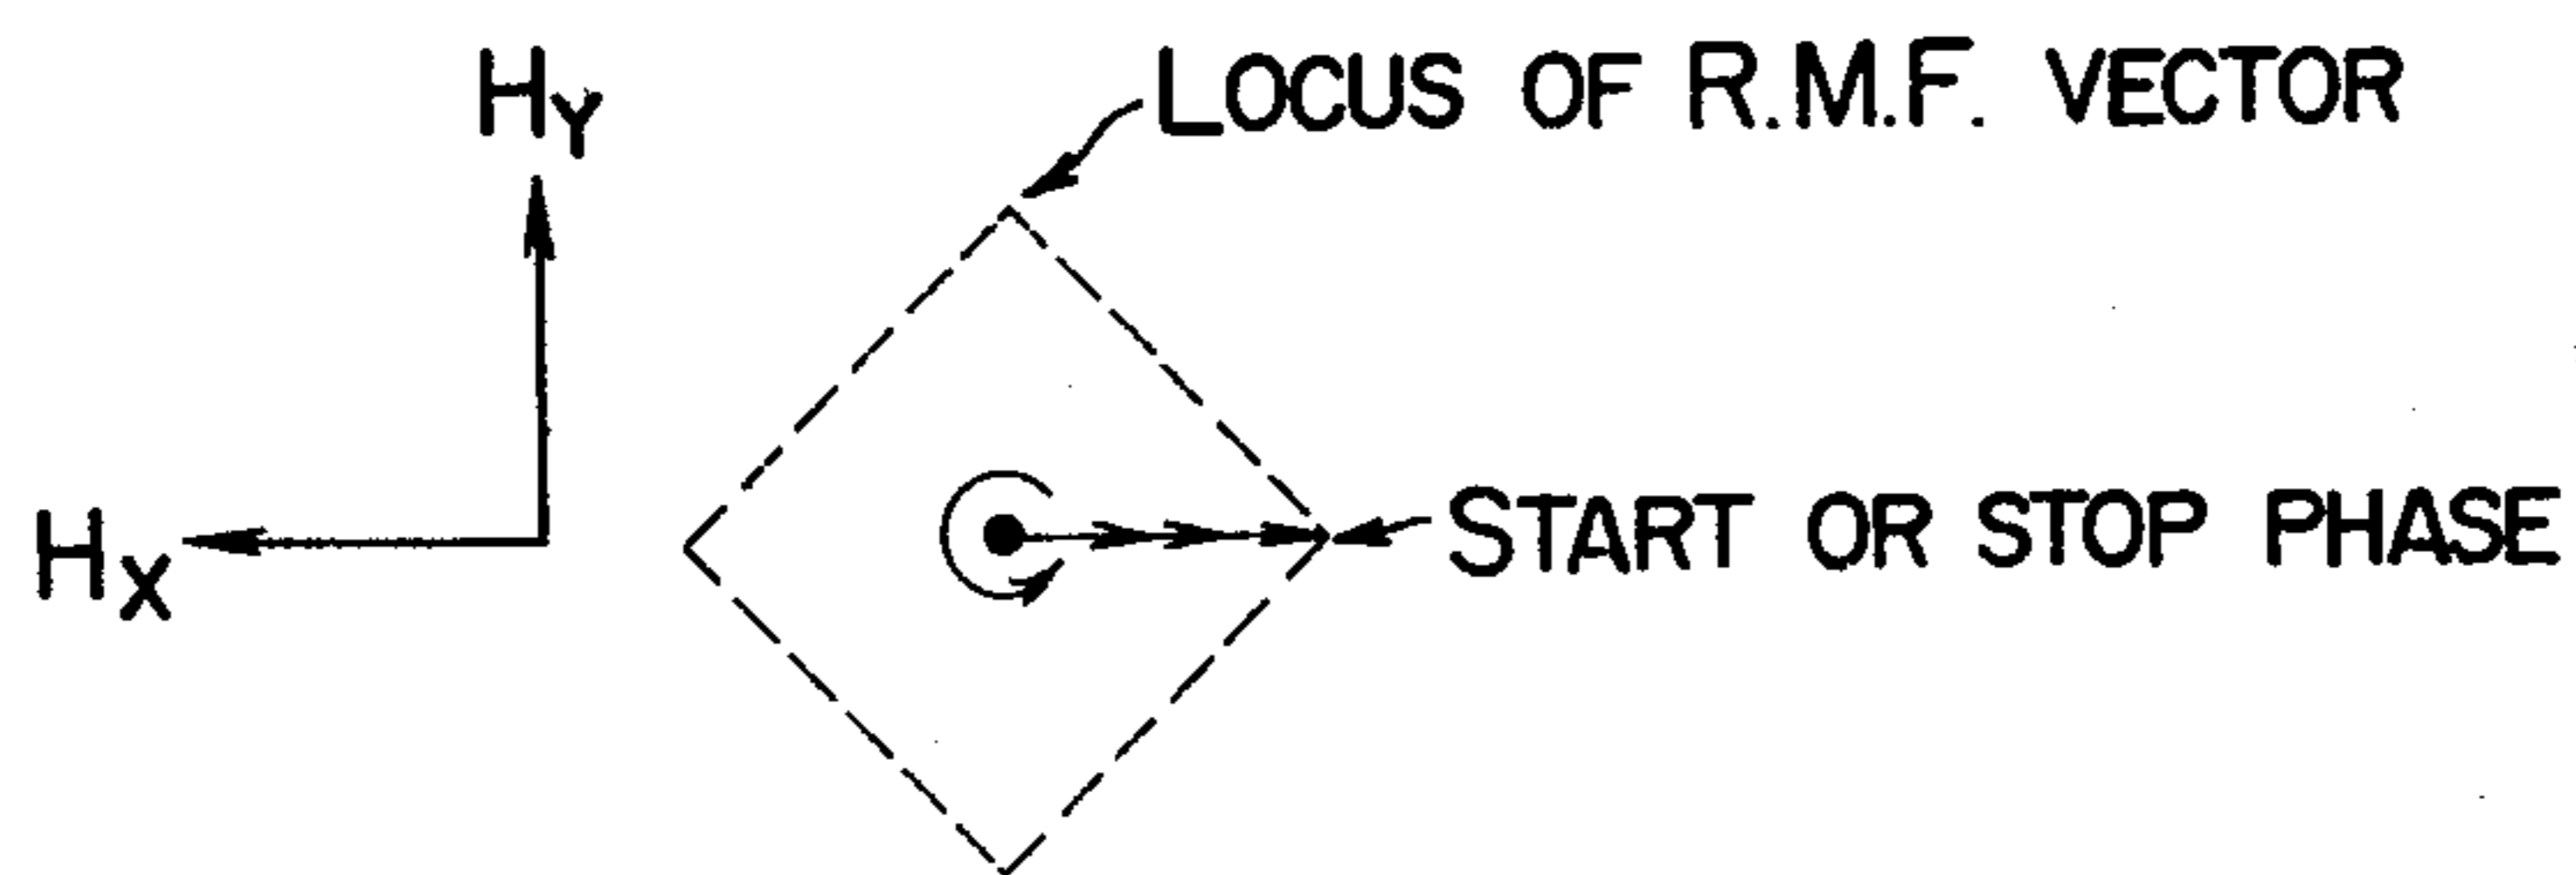 HY
LOCUS OF R.M.F. VECTOR
HX
START OR STOP PHASE